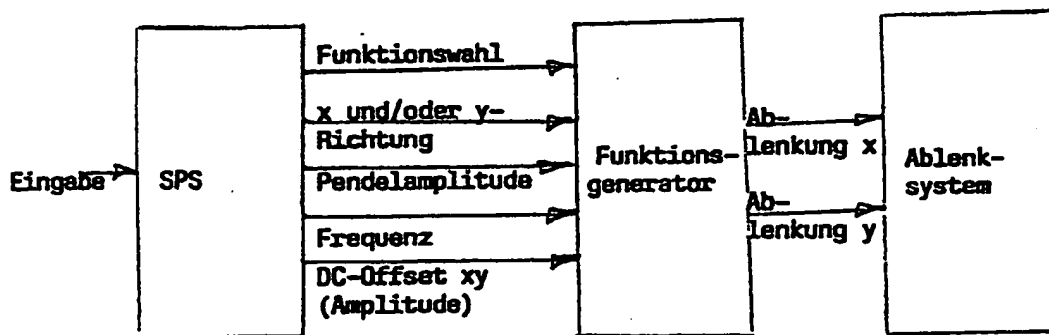 Eingabe
SPS
Funktionswahl
x und/oder y-
Richtung
Pendelamplitude
Frequenz
DC-Offset xy
(Amplitude)
Funktions-
generator
Ab-
lenkung x
Ab-
lenkung y
Ablenk-
system